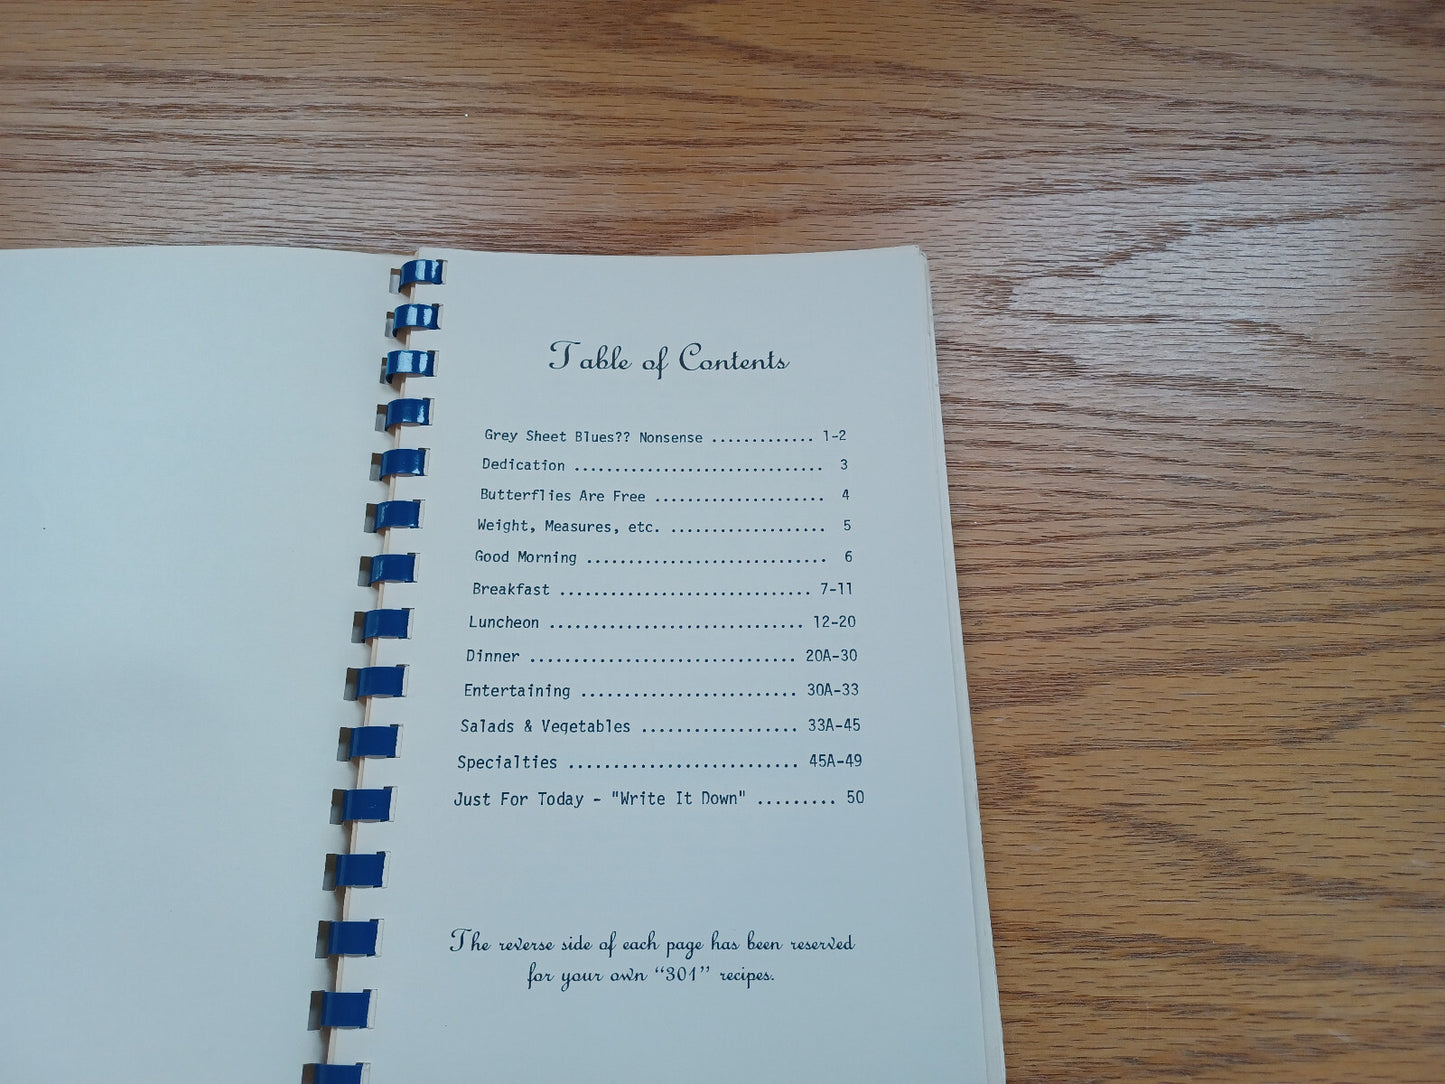 Table of Contents
Grey Sheet Blues?? Nonsense ............. 1-2
Dedication ............................... 3
Butterflies Are Free ..................... 4
Weight, Measures, etc. ................... 5
Good Morning ............................. 6
Breakfast .............................. 7-11
Luncheon .............................. 12-20
Dinner ............................... 20A-30
Entertaining ......................... 30A-33
Salads & Vegetables .................. 33A-45
Specialties .......................... 45A-49
Just For Today - "Write It Down" ......... 50
The reverse side of each page has been reserved
for your own “301” recipes.